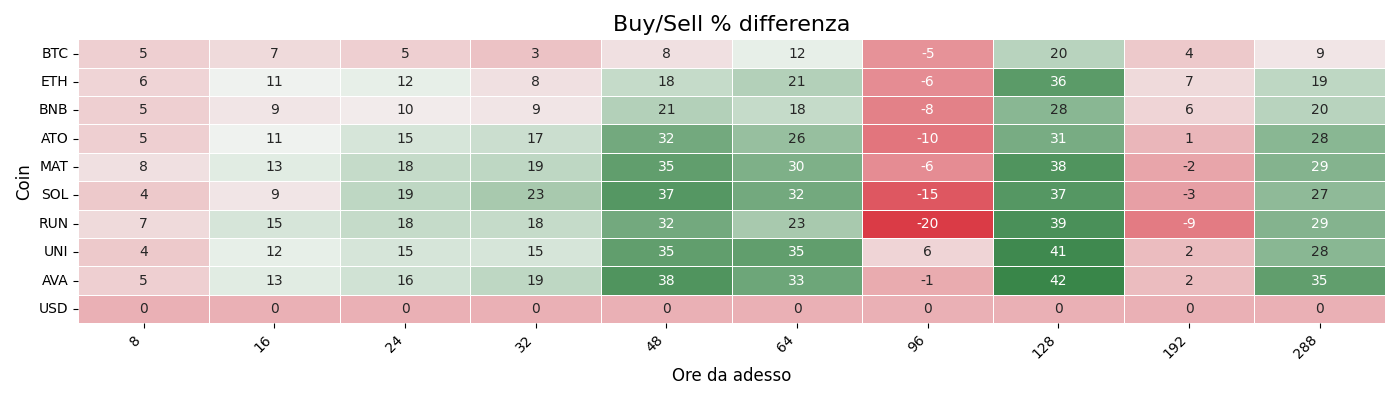 Buy/Sell % differenza
Coin
BTC 5 7 5 3 8 12 -5 20 4 9
ETH 6 11 12 8 18 21 -6 36 7 19
BNB 5 9 10 9 21 18 -8 28 6 20
ATO 5 11 15 17 32 26 -10 31 1 28
MAT 8 13 18 19 35 30 -6 38 -2 29
SOL 4 9 19 23 37 32 -15 37 -3 27
RUN 7 15 18 18 32 23 -20 39 -9 29
UNI 4 12 15 15 35 35 6 41 2 28
AVA 5 13 16 19 38 33 -1 42 2 35
USD 0 0 0 0 0 0 0 0 0 0
8 16 24 32 48 64 96 128 192 288
Ore da adesso